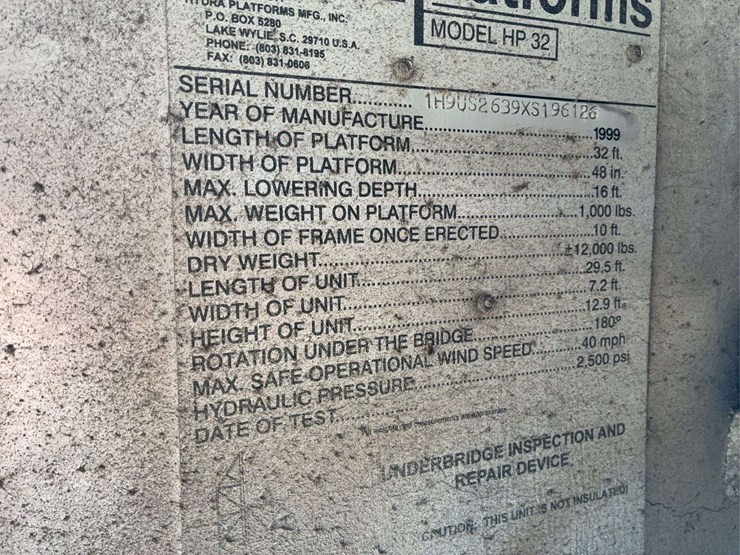 PLATFORMS MFG., INC.
P.O. BOX 5280
LAKE WYLIE, S.C. 29710 U.S.A.
PHONE: (803) 831-8195
FAX: (803) 831-0606
MODEL HP 32
SERIAL NUMBER............ 1H9US2639XS196126
YEAR OF MANUFACTURE............1999
LENGTH OF PLATFORM............32 ft.
WIDTH OF PLATFORM............48 in.
MAX. LOWERING DEPTH............16 ft.
MAX. WEIGHT ON PLATFORM............1,000 lbs.
WIDTH OF FRAME ONCE ERECTED............10 ft.
DRY WEIGHT............±12,000 lbs.
LENGTH OF UNIT............29.5 ft.
WIDTH OF UNIT............7.2 ft.
HEIGHT OF UNIT............12.9 ft.
ROTATION UNDER THE BRIDGE............180°
MAX. SAFE OPERATIONAL WIND SPEED............40 mph
HYDRAULIC PRESSURE............2,500 psi
DATE OF TEST............
UNDERBRIDGE INSPECTION AND
REPAIR DEVICE
CAUTION: THIS UNIT IS NOT INSULATED!